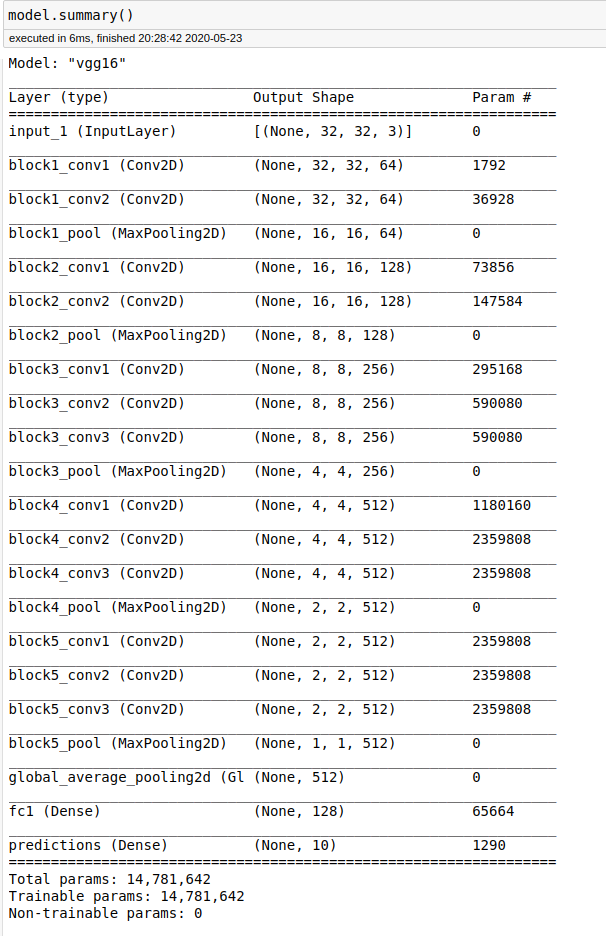 model.summary()
executed in 6ms, finished 20:28:42 2020-05-23
Model: "vgg16"
Layer (type) Output Shape Param #
input_1 (InputLayer) [(None, 32, 32, 3)] 0
block1_conv1 (Conv2D) (None, 32, 32, 64) 1792
block1_conv2 (Conv2D) (None, 32, 32, 64) 36928
block1_pool (MaxPooling2D) (None, 16, 16, 64) 0
block2_conv1 (Conv2D) (None, 16, 16, 128) 73856
block2_conv2 (Conv2D) (None, 16, 16, 128) 147584
block2_pool (MaxPooling2D) (None, 8, 8, 128) 0
block3_conv1 (Conv2D) (None, 8, 8, 256) 295168
block3_conv2 (Conv2D) (None, 8, 8, 256) 590080
block3_conv3 (Conv2D) (None, 8, 8, 256) 590080
block3_pool (MaxPooling2D) (None, 4, 4, 256) 0
block4_conv1 (Conv2D) (None, 4, 4, 512) 1180160
block4_conv2 (Conv2D) (None, 4, 4, 512) 2359808
block4_conv3 (Conv2D) (None, 4, 4, 512) 2359808
block4_pool (MaxPooling2D) (None, 2, 2, 512) 0
block5_conv1 (Conv2D) (None, 2, 2, 512) 2359808
block5_conv2 (Conv2D) (None, 2, 2, 512) 2359808
block5_conv3 (Conv2D) (None, 2, 2, 512) 2359808
block5_pool (MaxPooling2D) (None, 1, 1, 512) 0
global_average_pooling2d (Gl (None, 512) 0
fc1 (Dense) (None, 128) 65664
predictions (Dense) (None, 10) 1290
Total params: 14,781,642
Trainable params: 14,781,642
Non-trainable params: 0